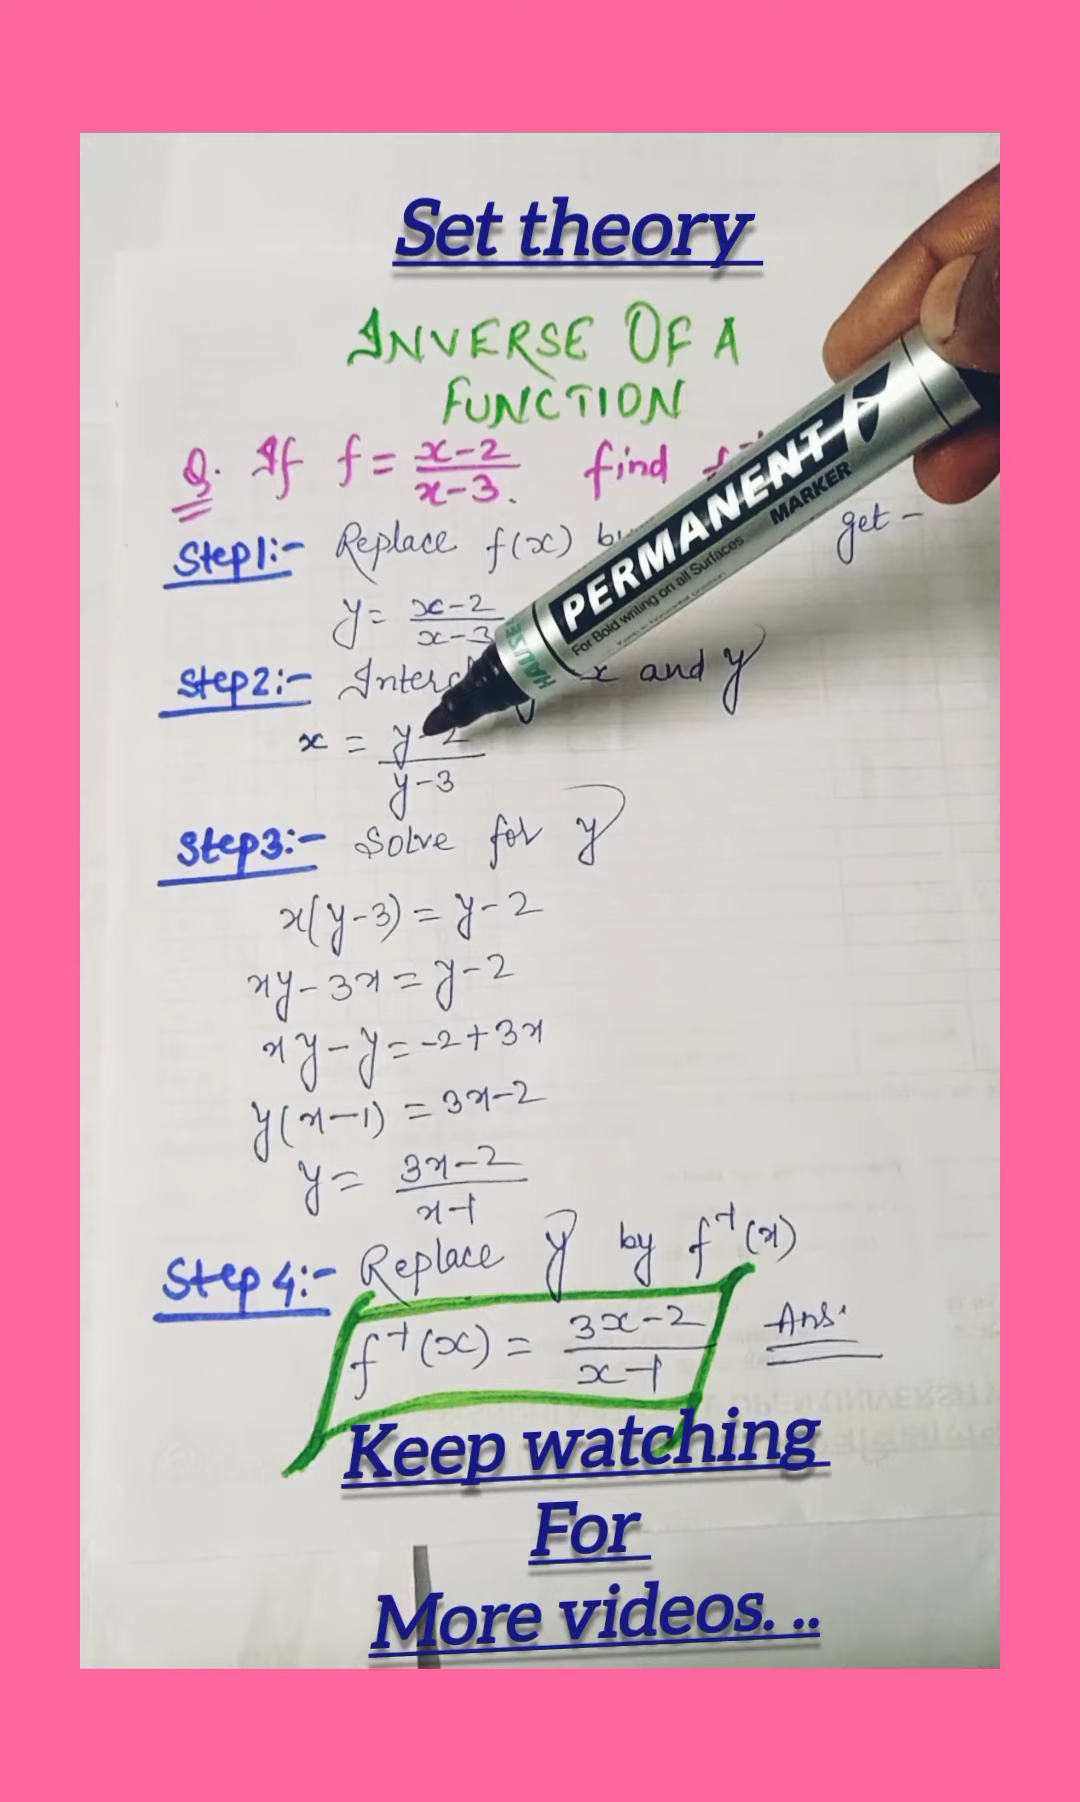 Set theory
INVERSE OF A
FUNCTION
Q. If f = x-2/x-3. find
Step1:- Replace f(x) get -
y = x-2/x-3
Step2:- x and y
x = y-2/y-3
Step3:- Solve for y
x(y-3) = y-2
xy-3x = y-2
xy-y = -2+3x
y(x-1) = 3x-2
y = 3x-2/x-1
Step 4:- Replace y by f⁻¹(x)
f⁻¹(x) = 3x-2/x-1 Ans.
Keep watching
For
More videos. ..
PERMANENT
MARKER
For Bold writing on all Surfaces